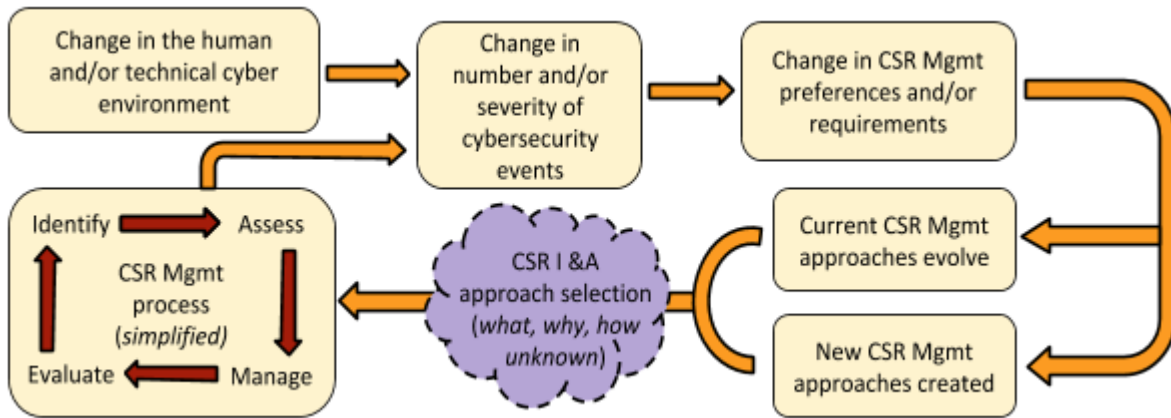 Change in the human
and/or technical cyber
environment
Change in
number and/or
severity of
cybersecurity
events
Change in CSR Mgmt
preferences and/or
requirements
Identify
Assess
CSR Mgmt
process
(simplified)
Evaluate
Manage
CSR I &A
approach selection
(what, why, how
unknown)
Current CSR Mgmt
approaches evolve
New CSR Mgmt
approaches created